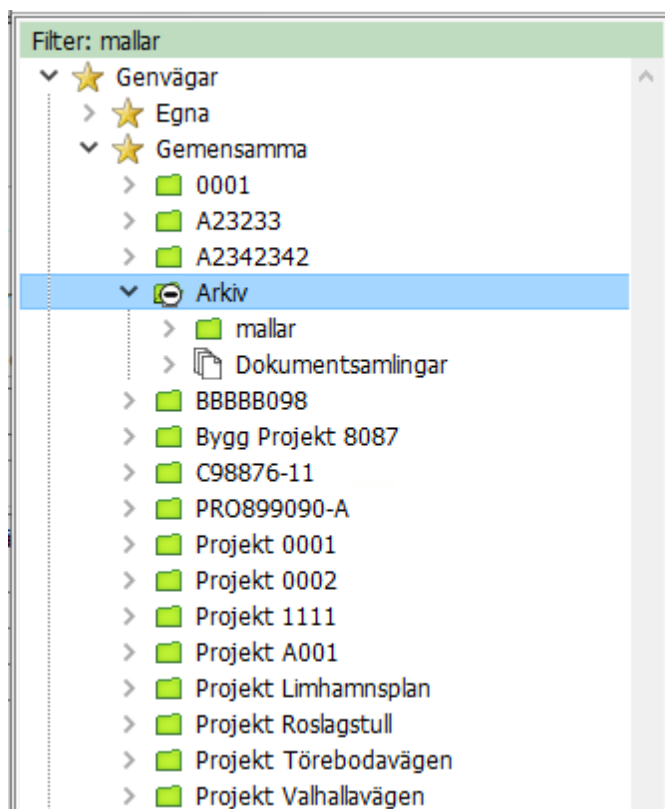 Filter: mallar
Genvägar
Egna
Gemensamma
0001
A23233
A2342342
Arkiv
mallar
Dokumentsamlingar
BBBBB098
Bygg Projekt 8087
C98876-11
PRO899090-A
Projekt 0001
Projekt 0002
Projekt 1111
Projekt A001
Projekt Limhamnsplan
Projekt Roslagstull
Projekt Törebodavägen
Projekt Valhallavägen